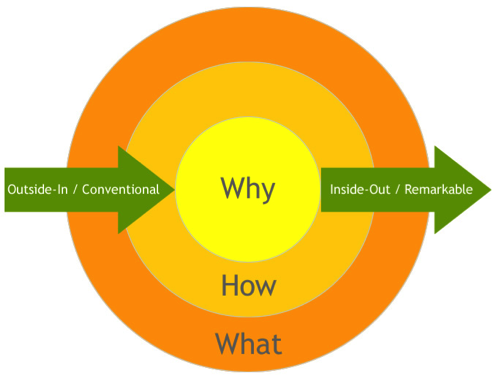 Why
Outside-In / Conventional
Inside-Out / Remarkable
How
What